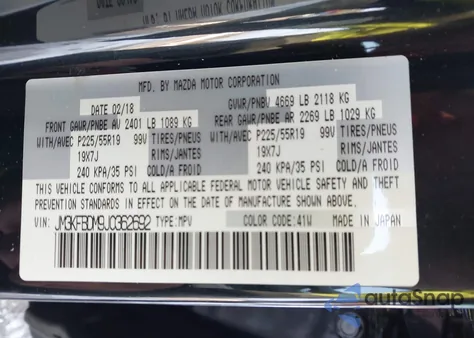 MFD. BY MAZDA MOTOR CORPORATION
DATE 02/18 GVWR/PNBV 4669 LB 2118 KG
FRONT GAWR/PNBE AV 2401 LB 1089 KG REAR GAWR/PNBE AR 2269 LB 1029 KG
WITH/AVEC P225/55R19 99V TIRES/PNEUS WITH/AVEC P225/55R19 99V TIRES/PNEUS
19X7J RIMS/JANTES 19X7J RIMS/JANTES
240 KPA/35 PSI COLD/A FROID 240 KPA/35 PSI COLD/A FROID
THIS VEHICLE CONFORMS TO ALL APPLICABLE FEDERAL MOTOR VEHICLE SAFETY AND THEFT
PREVENTION STANDARDS IN EFFECT ON THE DATE OF MANUFACTURE SHOWN ABOVE.
VIN: JM3KFBDM9J0362692 TYPE: MPV COLOR CODE: 41W MADE IN JAPAN
autoSnap